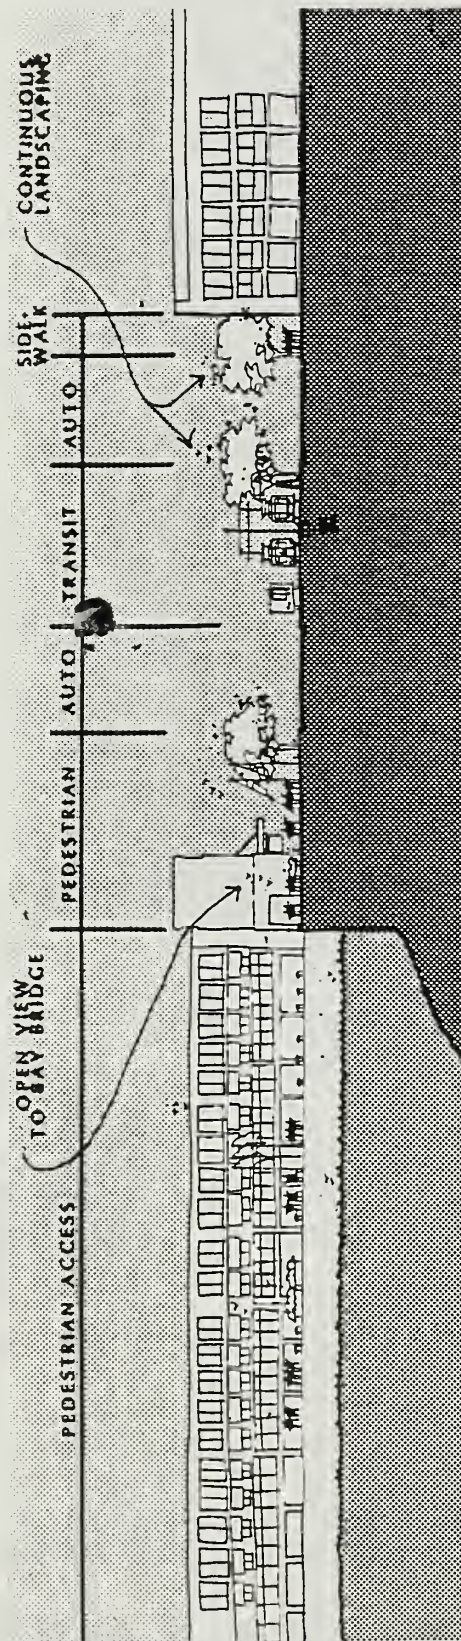 OPEN VIEW
TO BAY BRIDGE
CONTINUOUS
LANDSCAPING
PEDESTRIAN ACCESS
PEDESTRIAN
AUTO
TRANSIT
AUTO
SIDE-
WALK